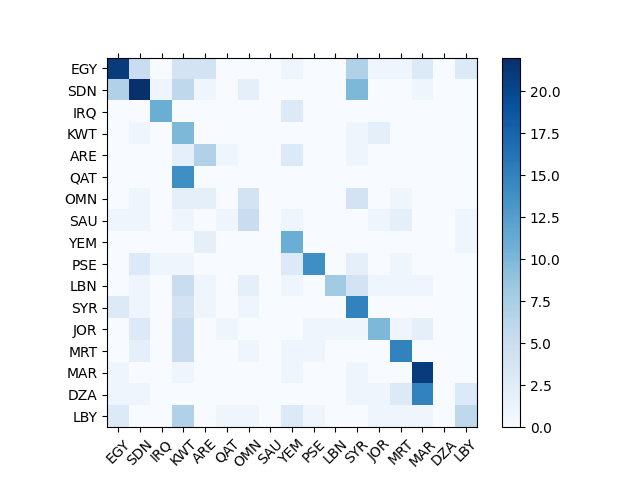 EGY
SDN
IRQ
KWT
ARE
QAT
OMN
SAU
YEM
PSE
LBN
SYR
JOR
MRT
MAR
DZA
LBY
EGY SDN IRQ KWT ARE QAT OMN SAU YEM PSE LBN SYR JOR MRT MAR DZA LBY
20.0
17.5
15.0
12.5
10.0
7.5
5.0
2.5
0.0